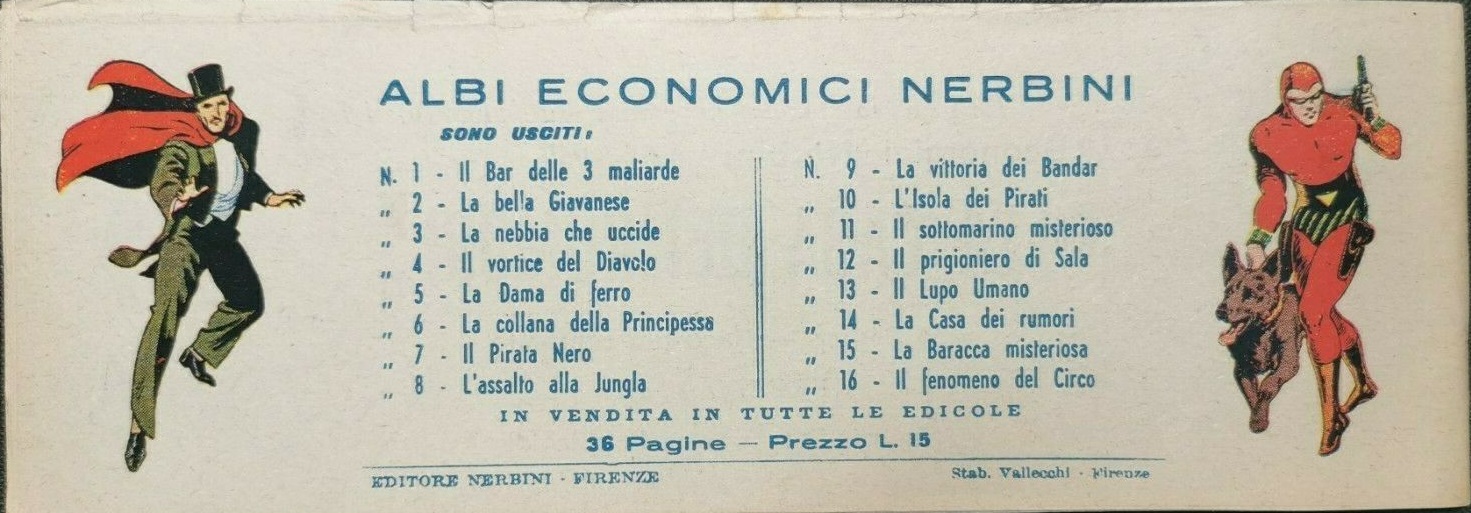 ALBI ECONOMICI NERBINI
SONO USCITI:
N. 1 - Il Bar delle 3 maliarde
„ 2 - La bella Giavanese
„ 3 - La nebbia che uccide
„ 4 - Il vortice del Diavolo
„ 5 - La Dama di ferro
„ 6 - La collana della Principessa
„ 7 - Il Pirata Nero
„ 8 - L'assalto alla Jungla
N. 9 - La vittoria dei Bandar
„ 10 - L'Isola dei Pirati
„ 11 - Il sottomarino misterioso
„ 12 - Il prigioniero di Sala
„ 13 - Il Lupo Umano
„ 14 - La Casa dei rumori
„ 15 - La Baracca misteriosa
„ 16 - Il fenomeno del Circo
IN VENDITA IN TUTTE LE EDICOLE
36 Pagine — Prezzo L. 15
EDITORE NERBINI - FIRENZE
Stab. Vallecchi - Firenze